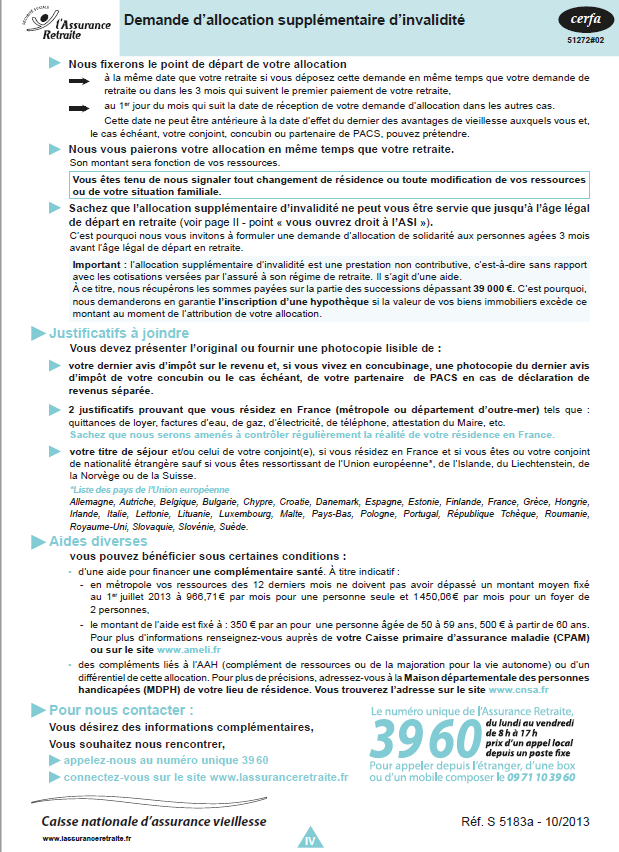 SÉCURITÉ SOCIALE
l'Assurance
Retraite
Demande d'allocation supplémentaire d'invalidité
cerfa
51272#02
Nous fixerons le point de départ de votre allocation
à la même date que votre retraite si vous déposez cette demande en même temps que votre demande de
retraite ou dans les 3 mois qui suivent le premier paiement de votre retraite,
au 1er jour du mois qui suit la date de réception de votre demande d'allocation dans les autres cas.
Cette date ne peut être antérieure à la date d'effet du dernier des avantages de vieillesse auxquels vous et,
le cas échéant, votre conjoint, concubin ou partenaire de PACS, pouvez prétendre.
Nous vous paierons votre allocation en même temps que votre retraite.
Son montant sera fonction de vos ressources.
Vous êtes tenu de nous signaler tout changement de résidence ou toute modification de vos ressources
ou de votre situation familiale.
Sachez que l'allocation supplémentaire d'invalidité ne peut vous être servie que jusqu'à l'âge légal
de départ en retraite (voir page II - point « vous ouvrez droit à l'ASI »).
C'est pourquoi nous vous invitons à formuler une demande d'allocation de solidarité aux personnes agées 3 mois
avant l'âge légal de départ en retraite.
Important : l'allocation supplémentaire d'invalidité est une prestation non contributive, c'est-à-dire sans rapport
avec les cotisations versées par l'assuré à son régime de retraite. Il s'agit d'une aide.
À ce titre, nous récupérons les sommes payées sur la partie des successions dépassant 39 000 €. C'est pourquoi,
nous demanderons en garantie l'inscription d'une hypothèque si la valeur de vos biens immobiliers excède ce
montant au moment de l'attribution de votre allocation.
Justificatifs à joindre
Vous devez présenter l'original ou fournir une photocopie lisible de :
votre dernier avis d'impôt sur le revenu et, si vous vivez en concubinage, une photocopie du dernier avis
d'impôt de votre concubin ou le cas échéant, de votre partenaire de PACS en cas de déclaration de
revenus séparée.
2 justificatifs prouvant que vous résidez en France (métropole ou département d'outre-mer) tels que :
quittances de loyer, factures d'eau, de gaz, d'électricité, de téléphone, attestation du Maire, etc.
Sachez que nous serons amenés à contrôler régulièrement la réalité de votre résidence en France.
votre titre de séjour et/ou celui de votre conjoint(e), si vous résidez en France et si vous êtes ou votre conjoint
de nationalité étrangère sauf si vous êtes ressortissant de l'Union européenne*, de l'Islande, du Liechtenstein, de
la Norvège ou de la Suisse.
*Liste des pays de l'Union européenne
Allemagne, Autriche, Belgique, Bulgarie, Chypre, Croatie, Danemark, Espagne, Estonie, Finlande, France, Grèce, Hongrie,
Irlande, Italie, Lettonie, Lituanie, Luxembourg, Malte, Pays-Bas, Pologne, Portugal, République Tchèque, Roumanie,
Royaume-Uni, Slovaquie, Slovénie, Suède.
Aides diverses
vous pouvez bénéficier sous certaines conditions :
- d'une aide pour financer une complémentaire santé. À titre indicatif :
- en métropole vos ressources des 12 derniers mois ne doivent pas avoir dépassé un montant moyen fixé
au 1er juillet 2013 à 966,71€ par mois pour une personne seule et 1450,06€ par mois pour un foyer de
2 personnes,
- le montant de l'aide est fixé à : 350 € par an pour une personne âgée de 50 à 59 ans, 500 € à partir de 60 ans.
Pour plus d'informations renseignez-vous auprès de votre Caisse primaire d'assurance maladie (CPAM)
ou sur le site www.ameli.fr
- des compléments liés à l'AAH (complément de ressources ou de la majoration pour la vie autonome) ou d'un
différentiel de cette allocation. Pour plus de précisions, adressez-vous à la Maison départementale des personnes
handicapées (MDPH) de votre lieu de résidence. Vous trouverez l'adresse sur le site www.cnsa.fr
Pour nous contacter :
Vous désirez des informations complémentaires,
Vous souhaitez nous rencontrer,
appelez-nous au numéro unique 39 60
connectez-vous sur le site www.lassuranceretraite.fr
Le numéro unique de l'Assurance Retraite,
39 60
du lundi au vendredi
de 8 h à 17 h
prix d'un appel local
depuis un poste fixe
Pour appeler depuis l'étranger, d'une box
ou d'un mobile composer le 09 71 10 39 60
Caisse nationale d'assurance vieillesse
www.lassuranceretraite.fr
IV
Réf. S 5183a - 10/2013